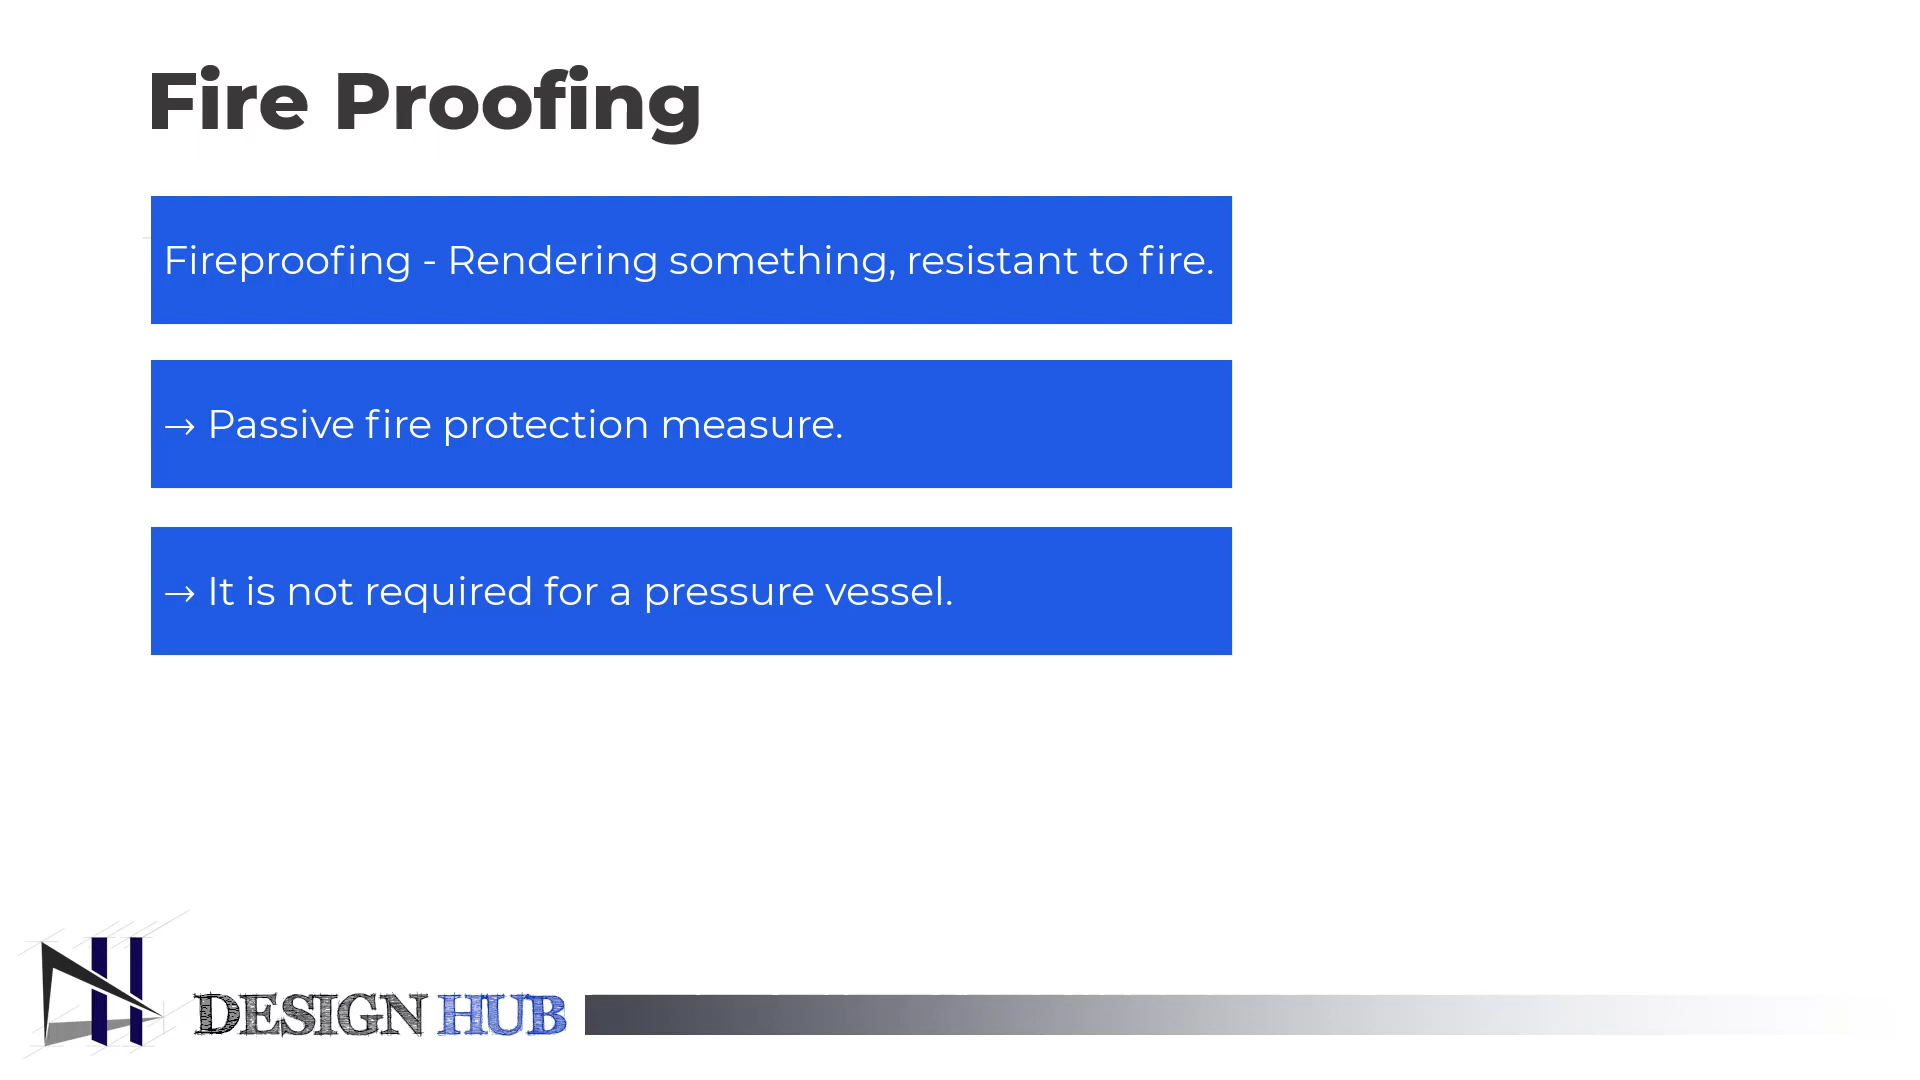 Fire Proofing
Fireproofing - Rendering something, resistant to fire.
→ Passive fire protection measure.
→ It is not required for a pressure vessel.
DESIGN HUB